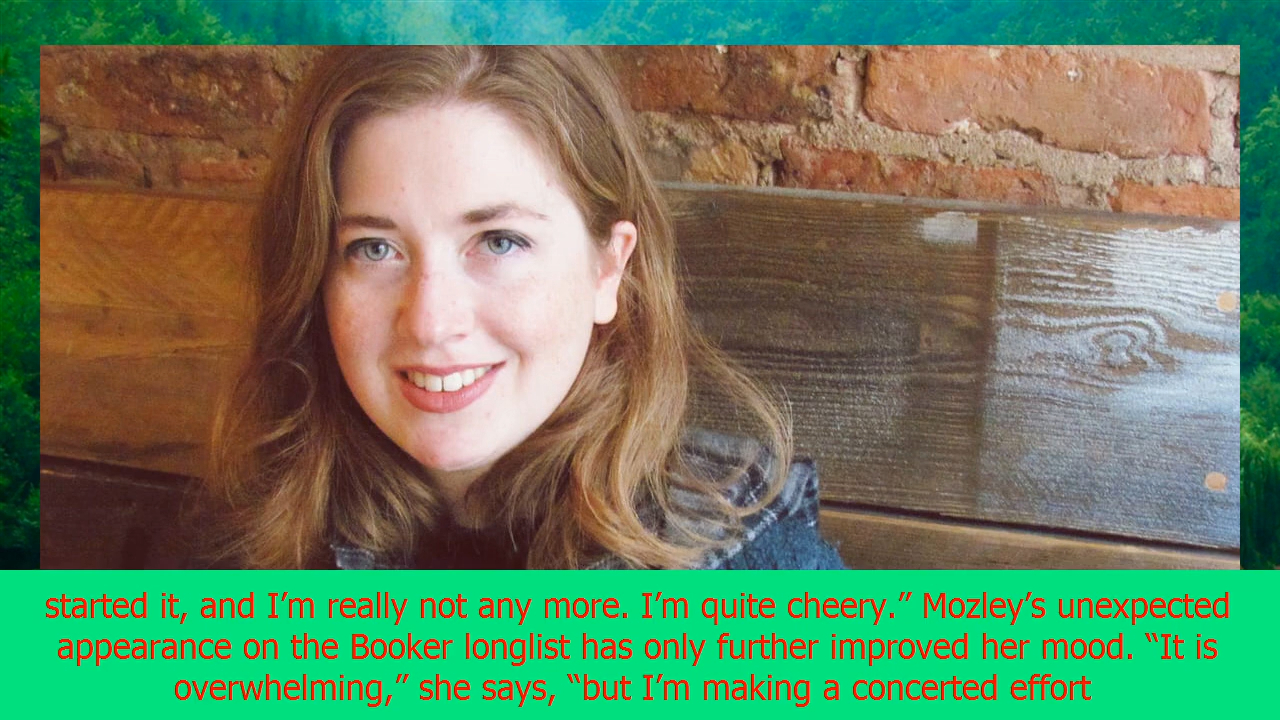 started it, and I’m really not any more. I’m quite cheery.” Mozley’s unexpected
appearance on the Booker longlist has only further improved her mood. “It is
overwhelming,” she says, “but I’m making a concerted effort